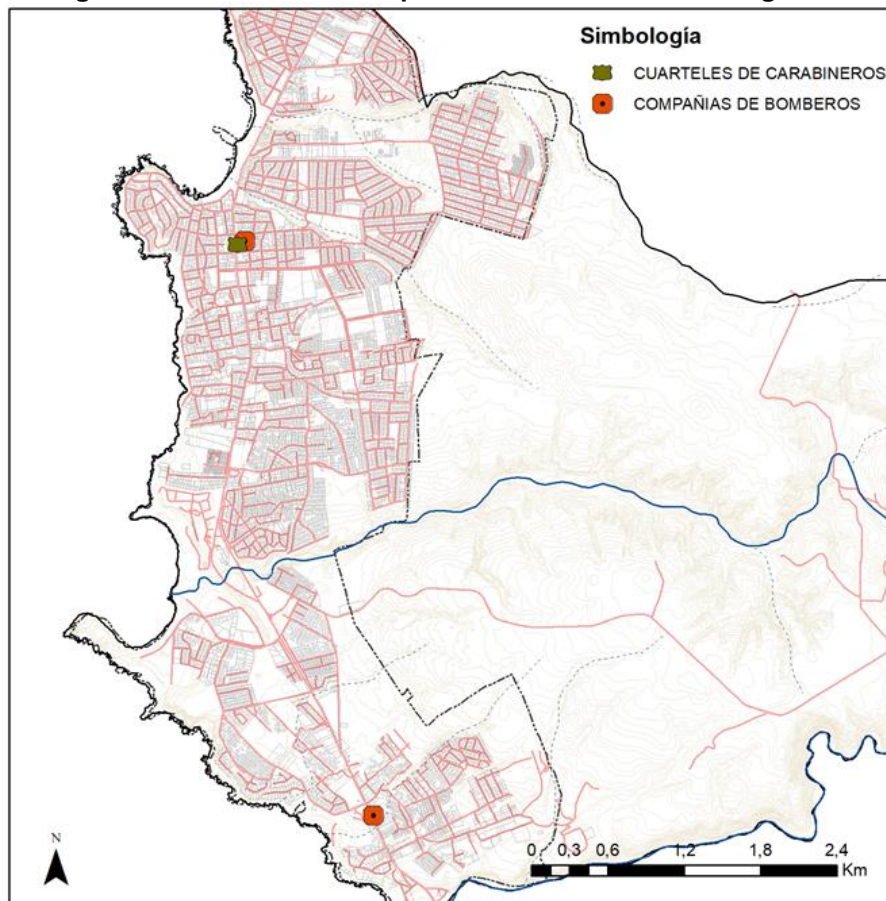 Simbología
CUARTELES DE CARABINEROS
COMPAÑIAS DE BOMBEROS
N
0 0,3 0,6 1,2 1,8 2,4
Km